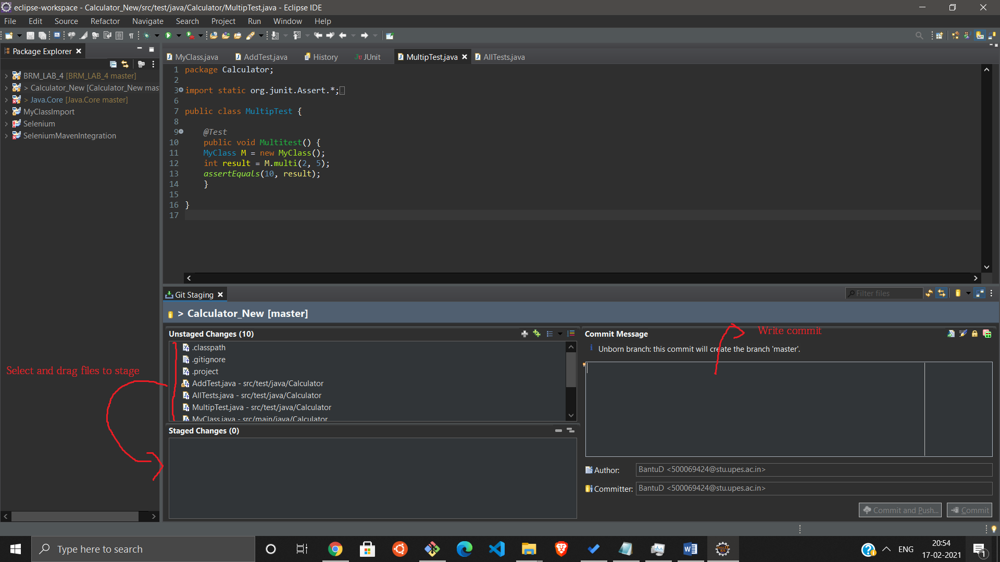 eclipse-workspace - Calculator_New/src/test/java/Calculator/MultipTest.java - Eclipse IDE
File Edit Source Refactor Navigate Search Project Run Window Help
Package Explorer
MyClass.java AddTest.java History JUnit MultipTest.java AllTests.java
BRM_LAB_4 [BRM_LAB_4 master]
> Calculator_New [Calculator_New mas
> Java.Core [Java.Core master]
MyClassImport
Selenium
SeleniumMavenIntegration
1 package Calculator;
2
3 import static org.junit.Assert.*;
6
7 public class MultipTest {
8
9 @Test
10 public void Multitest() {
11 MyClass M = new MyClass();
12 int result = M.multi(2, 5);
13 assertEquals(10, result);
14 }
15
16 }
17
Git Staging
Filter files
> Calculator_New [master]
Unstaged Changes (10)
.classpath
.gitignore
.project
AddTest.java - src/test/java/Calculator
AllTests.java - src/test/java/Calculator
MultipTest.java - src/test/java/Calculator
MyClass.java - src/main/java/Calculator
Select and drag files to stage
Staged Changes (0)
Commit Message
Write commit
Unborn branch: this commit will create the branch 'master'.
Author: BantuD <500069424@stu.upes.ac.in>
Committer: BantuD <500069424@stu.upes.ac.in>
Commit and Push... Commit
Type here to search
ENG
20:54
17-02-2021
1